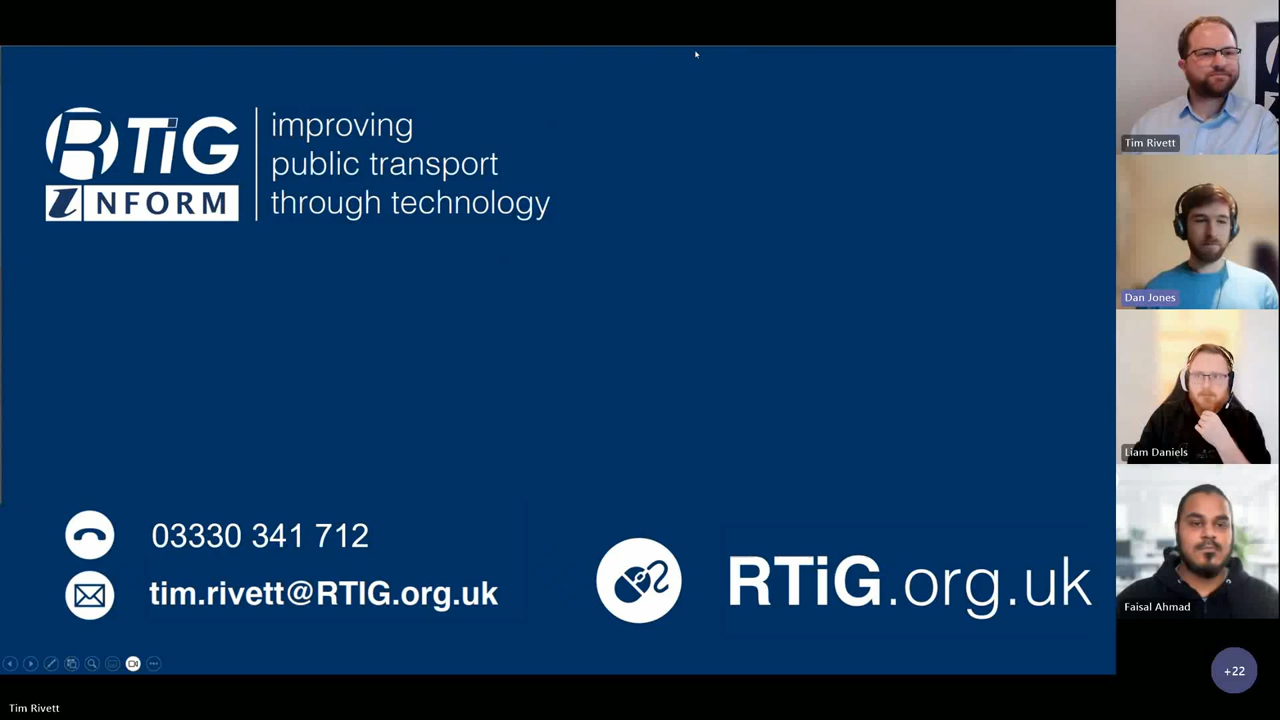 RTiG
iNFORM
improving
public transport
through technology
03330 341 712
tim.rivett@RTIG.org.uk
RTiG.org.uk
Tim Rivett
Dan Jones
Liam Daniels
Faisal Ahmad
+22
Tim Rivett